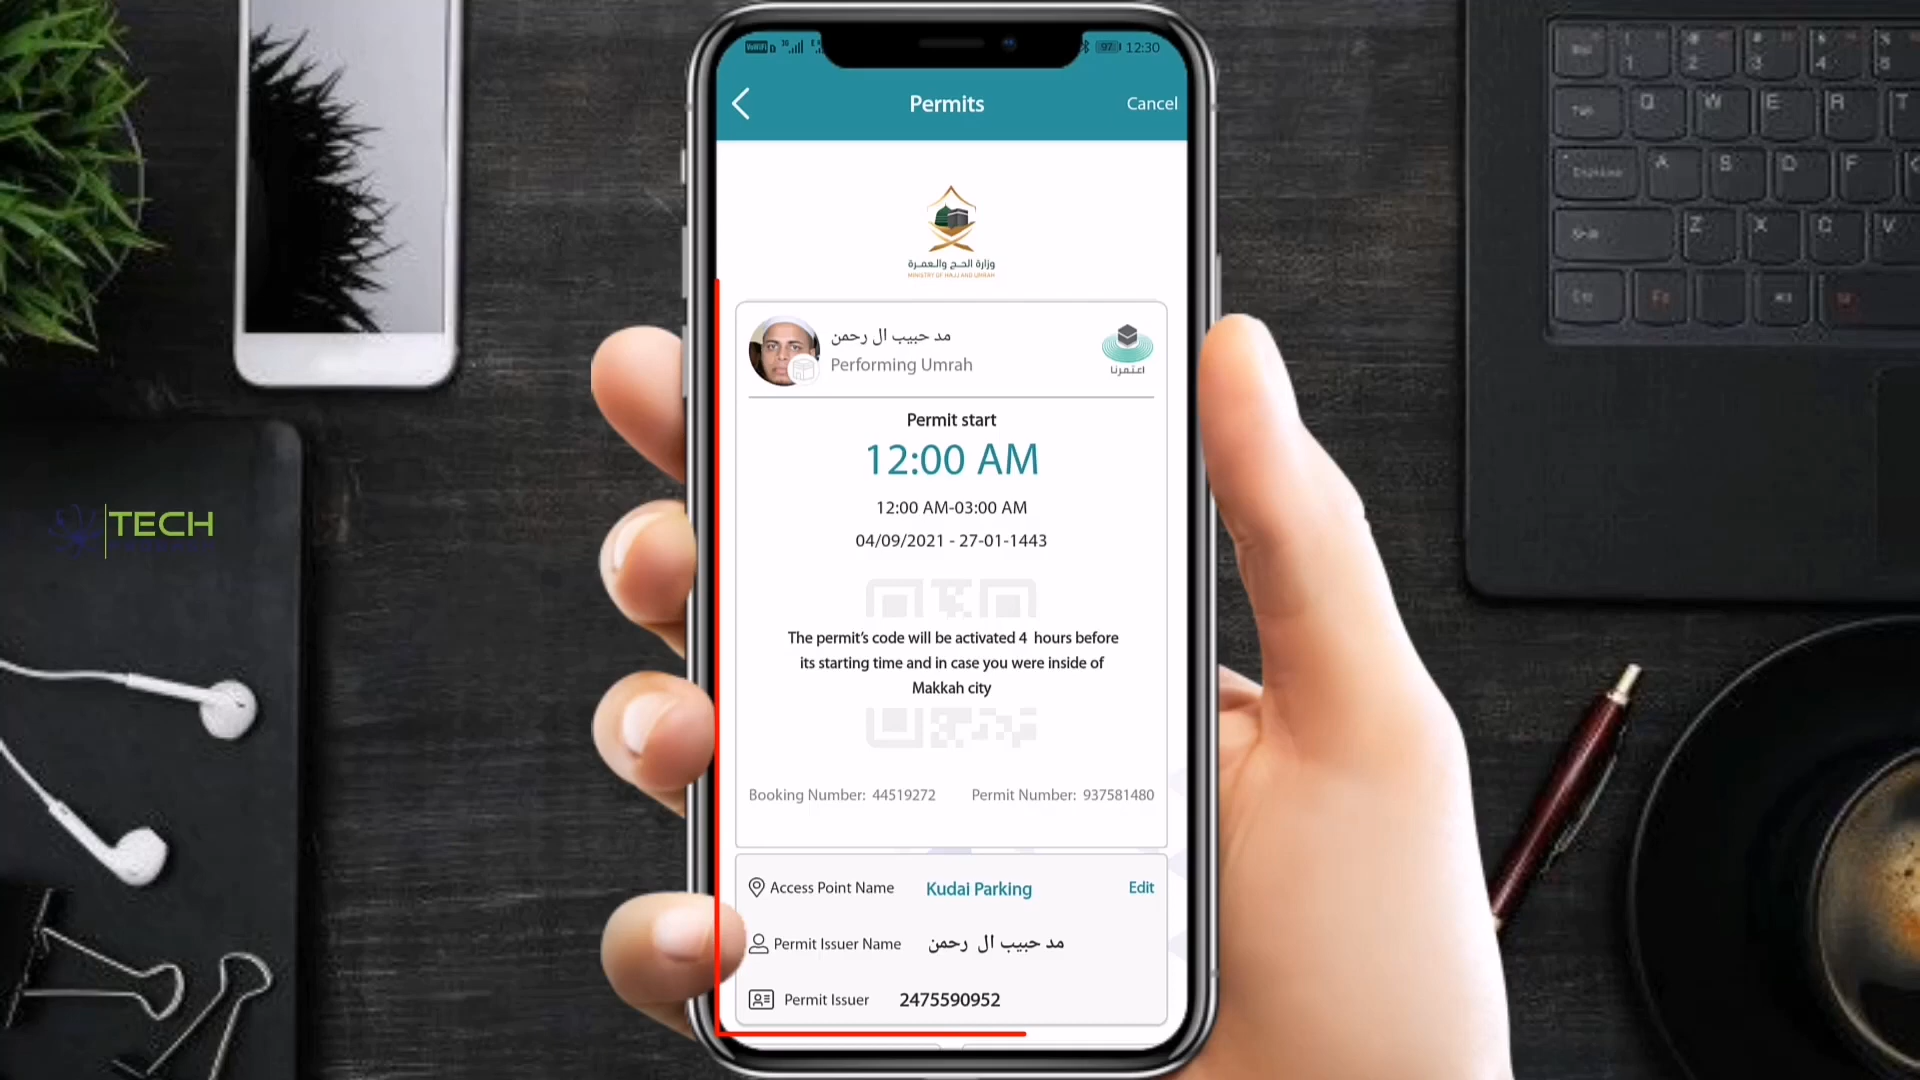 12:30
Permits
Cancel
وزارة الحـج والعـمـرة
MINISTRY OF HAJJ AND UMRAH
مد حبيب ال رحمن
Performing Umrah
اعتمرنا
Permit start
12:00 AM
12:00 AM-03:00 AM
04/09/2021 - 27-01-1443
The permit's code will be activated 4 hours before
its starting time and in case you were inside of
Makkah city
Booking Number: 44519272
Permit Number: 937581480
Access Point Name
Kudai Parking
Edit
Permit Issuer Name
مد حبيب ال رحمن
Permit Issuer
2475590952
TECH